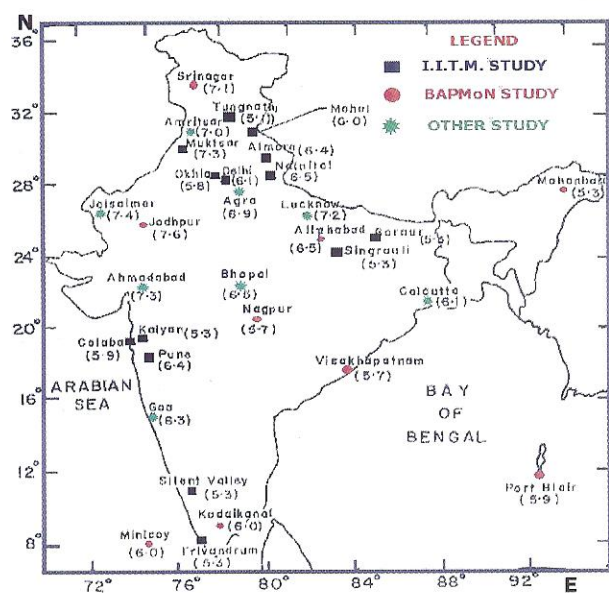 N
36°
32°
28°
24°
20°
16°
12°
8°
72°
76°
80°
84°
88°
92°
E
LEGEND
I.I.T.M. STUDY
BAPMoN STUDY
OTHER STUDY
Srinagar
(7·1)
Tungnath
(5·1)
Mohal
(6·0)
Amritsar
(7·0)
Muktsar
(7·3)
Almora
(6·4)
Nainital
(6·5)
Okhla
(5·8)
Delhi
(6·1)
Agra
(6·9)
Jaisalmer
(7·4)
Jodhpur
(7·6)
Lucknow
(7·2)
Allahabad
(6·5)
Goraur
(5·5)
Singrauli
(5·3)
Mohanbari
(5·3)
Ahmadabad
(7·3)
Bhopal
Nagpur
(6·7)
Calcutta
(6·1)
Kalyan (5·3)
Colaba
(5·9)
Pune
(6·4)
Visakhapatnam
(5·7)
ARABIAN
SEA
BAY
OF
BENGAL
Goa
(6·3)
Silent Valley
(5·3)
Kodaikanal
(6·0)
Minicoy
(6·0)
Trivandrum
(5·3)
Port Blair
(5·9)